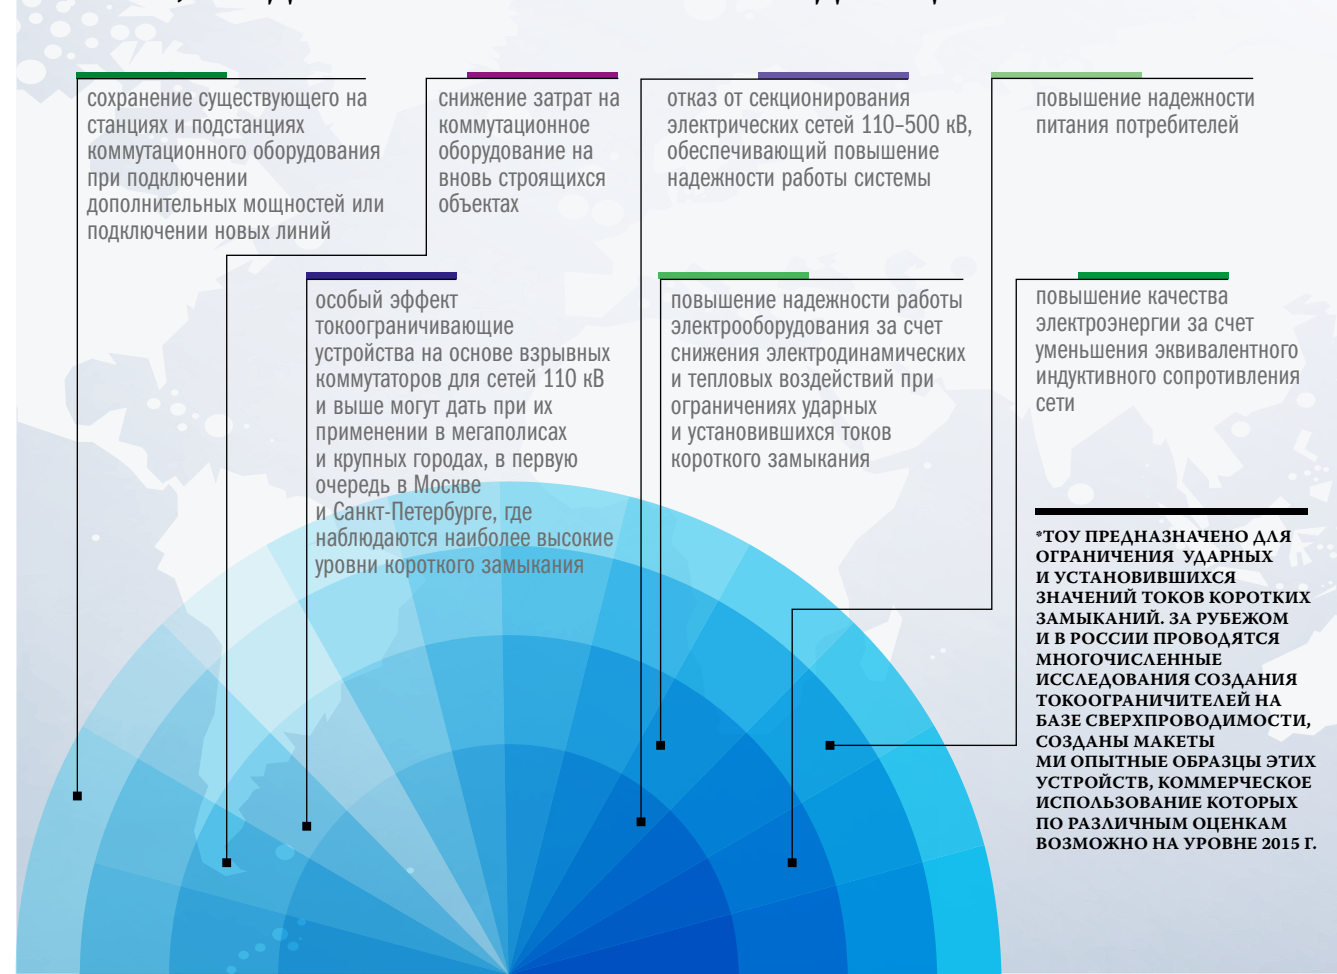 сохранение существующего на
станциях и подстанциях
коммутационного оборудования
при подключении
дополнительных мощностей или
подключении новых линий
снижение затрат на
коммутационное
оборудование на
вновь строящихся
объектах
отказ от секционирования
электрических сетей 110–500 кВ,
обеспечивающий повышение
надежности работы системы
повышение надежности
питания потребителей
особый эффект
токоограничивающие
устройства на основе взрывных
коммутаторов для сетей 110 кВ
и выше могут дать при их
применении в мегаполисах
и крупных городах, в первую
очередь в Москве
и Санкт-Петербурге, где
наблюдаются наиболее высокие
уровни короткого замыкания
повышение надежности работы
электрооборудования за счет
снижения электродинамических
и тепловых воздействий при
ограничениях ударных
и установившихся токов
короткого замыкания
повышение качества
электроэнергии за счет
уменьшения эквивалентного
индуктивного сопротивления
сети
*ТОУ ПРЕДНАЗНАЧЕНО ДЛЯ
ОГРАНИЧЕНИЯ УДАРНЫХ
И УСТАНОВИВШИХСЯ
ЗНАЧЕНИЙ ТОКОВ КОРОТКИХ
ЗАМЫКАНИЙ. ЗА РУБЕЖОМ
И В РОССИИ ПРОВОДЯТСЯ
МНОГОЧИСЛЕННЫЕ
ИССЛЕДОВАНИЯ СОЗДАНИЯ
ТОКООГРАНИЧИТЕЛЕЙ НА
БАЗЕ СВЕРХПРОВОДИМОСТИ,
СОЗДАНЫ МАКЕТЫ
МИ ОПЫТНЫЕ ОБРАЗЦЫ ЭТИХ
УСТРОЙСТВ, КОММЕРЧЕСКОЕ
ИСПОЛЬЗОВАНИЕ КОТОРЫХ
ПО РАЗЛИЧНЫМ ОЦЕНКАМ
ВОЗМОЖНО НА УРОВНЕ 2015 Г.